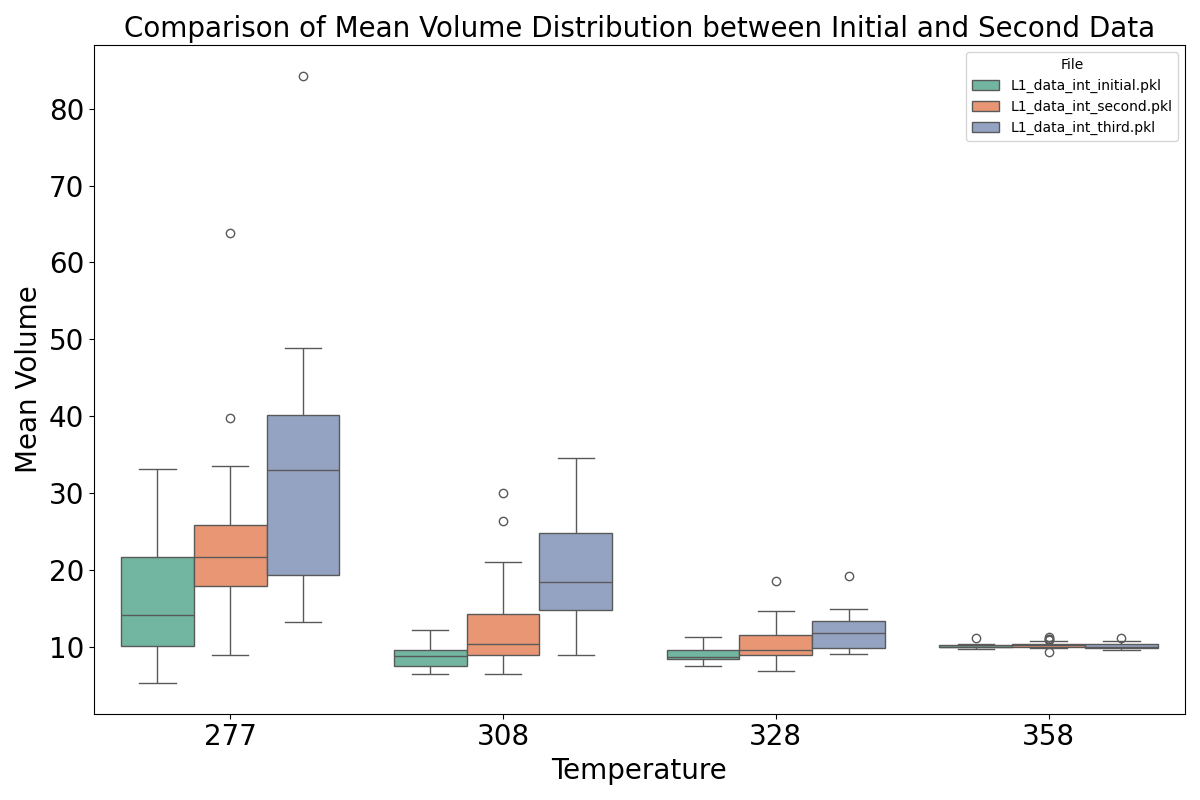 Comparison of Mean Volume Distribution between Initial and Second Data
File
L1_data_int_initial.pkl
L1_data_int_second.pkl
L1_data_int_third.pkl
Mean Volume
80
70
60
50
40
30
20
10
277 308 328 358
Temperature